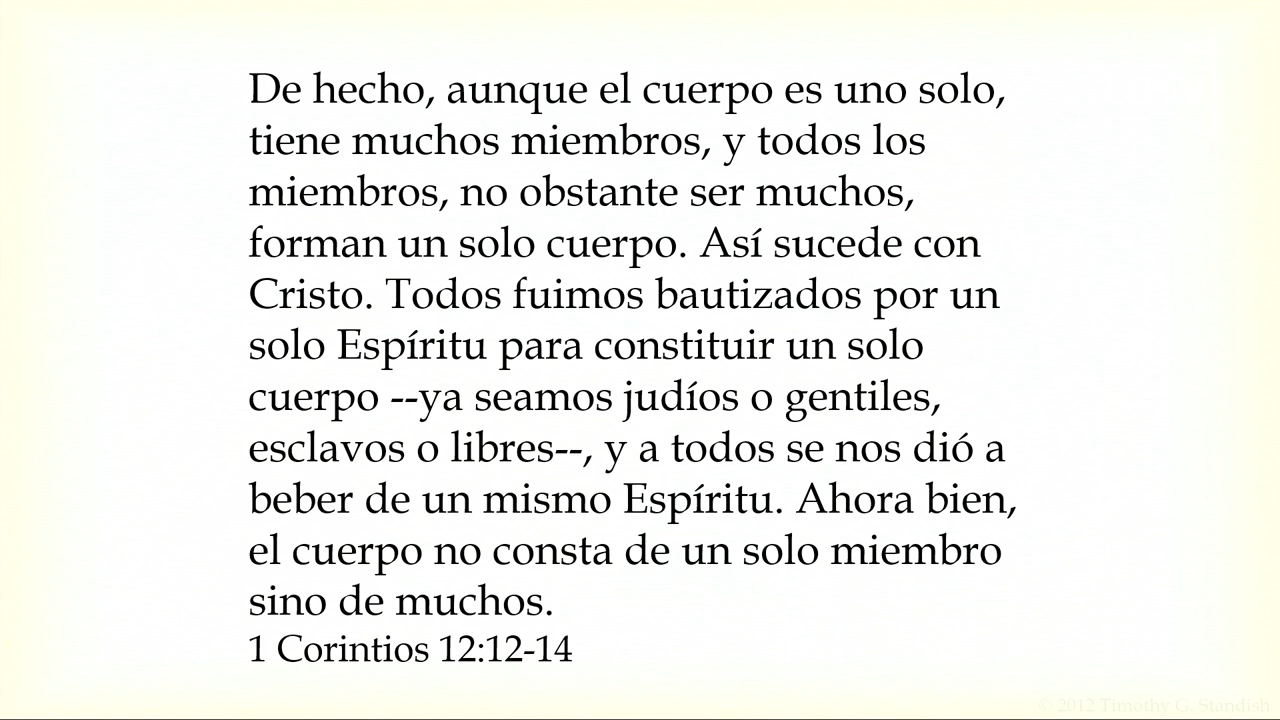 De hecho, aunque el cuerpo es uno solo,
tiene muchos miembros, y todos los
miembros, no obstante ser muchos,
forman un solo cuerpo. Así sucede con
Cristo. Todos fuimos bautizados por un
solo Espíritu para constituir un solo
cuerpo --ya seamos judíos o gentiles,
esclavos o libres--, y a todos se nos dió a
beber de un mismo Espíritu. Ahora bien,
el cuerpo no consta de un solo miembro
sino de muchos.
1 Corintios 12:12-14
© 2012 Timothy G. Standish